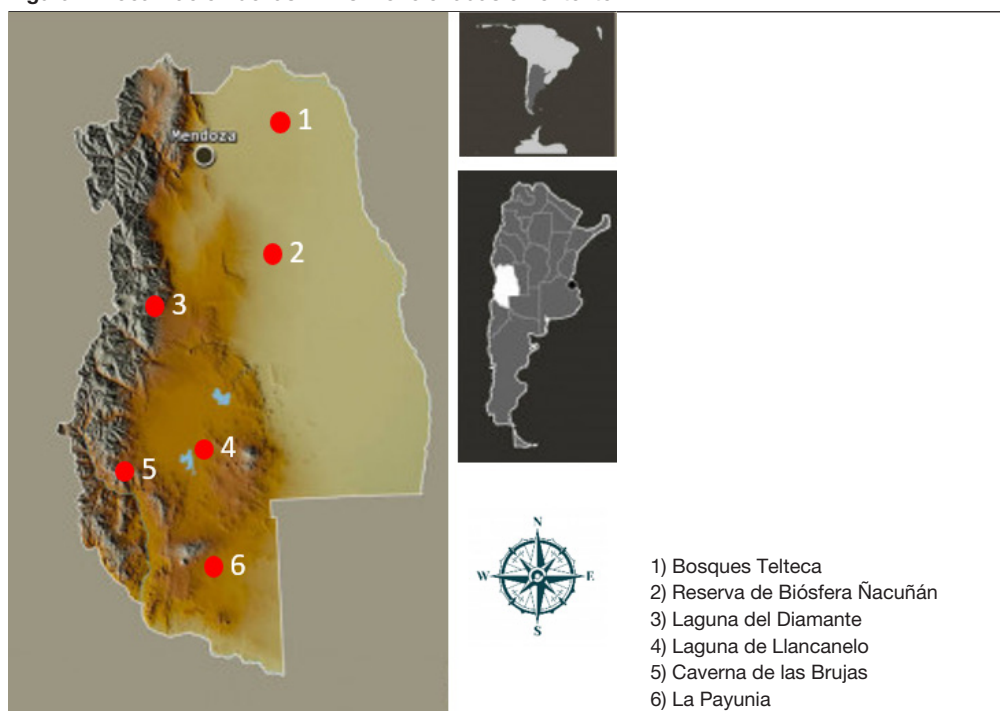 Mendoza
1
2
3
4
5
6
N
W
E
S
1) Bosques Telteca
2) Reserva de Biósfera Ñacuñán
3) Laguna del Diamante
4) Laguna de Llancanelo
5) Caverna de las Brujas
6) La Payunia